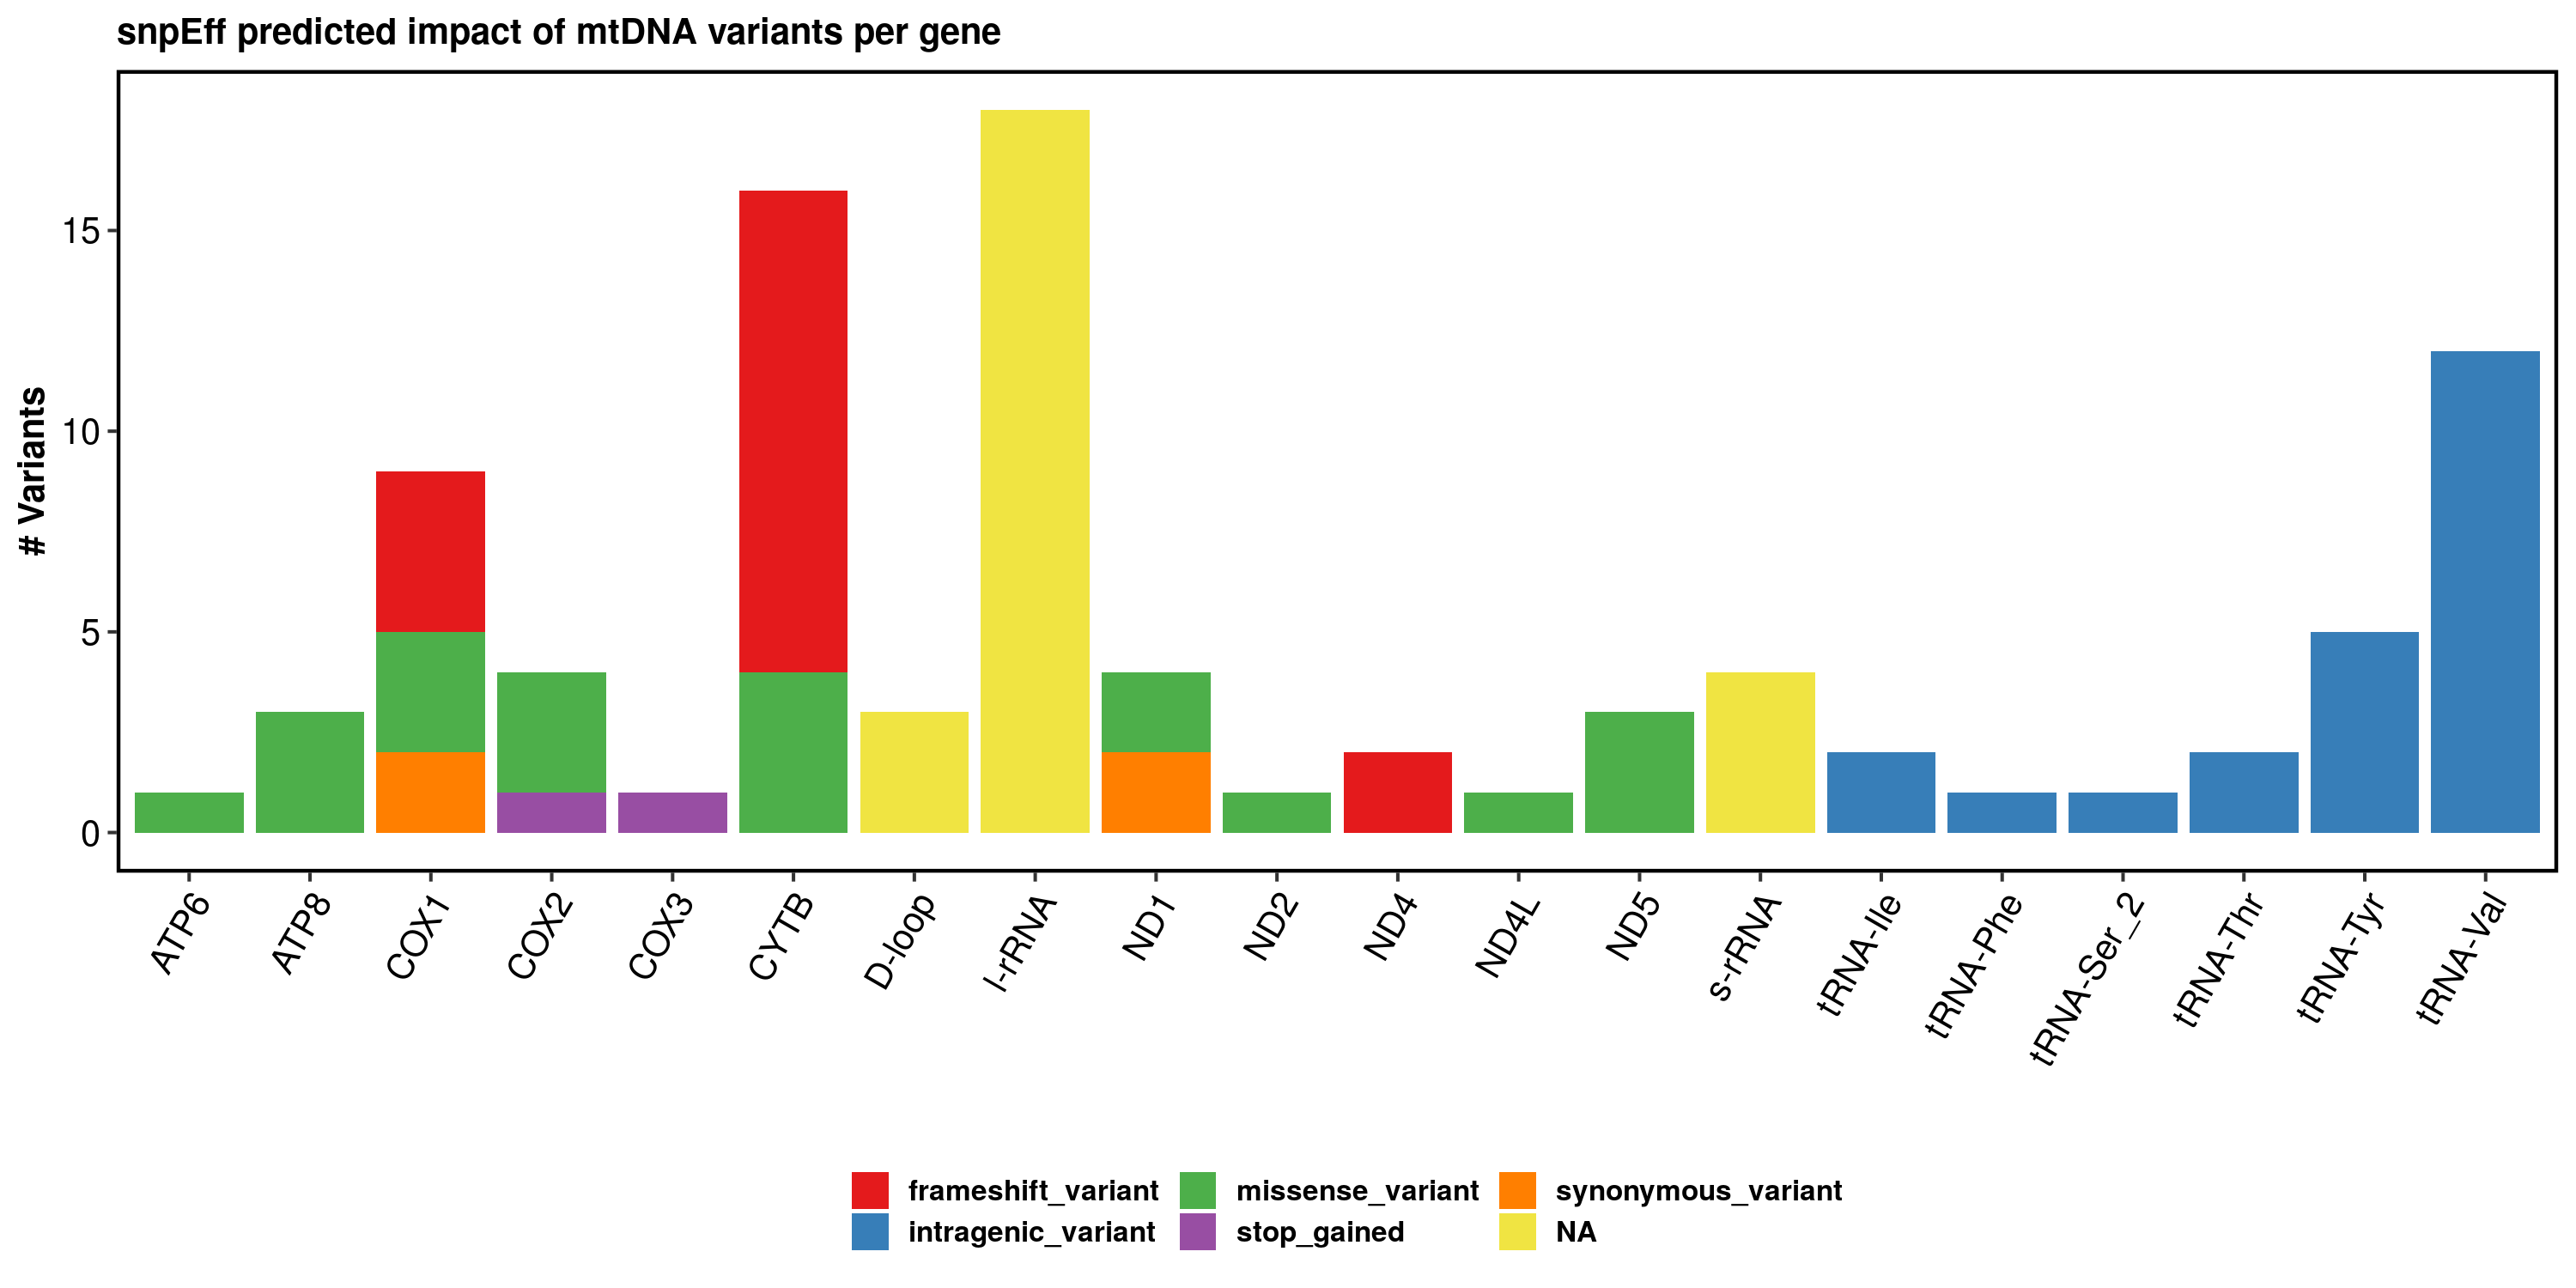 snpEff predicted impact of mtDNA variants per gene
# Variants
15
10
5
0
ATP6
ATP8
COX1
COX2
COX3
CYTB
D-loop
l-rRNA
ND1
ND2
ND4
ND4L
ND5
s-rRNA
tRNA-Ile
tRNA-Phe
tRNA-Ser_2
tRNA-Thr
tRNA-Tyr
tRNA-Val
frameshift_variant missense_variant synonymous_variant
intragenic_variant stop_gained NA